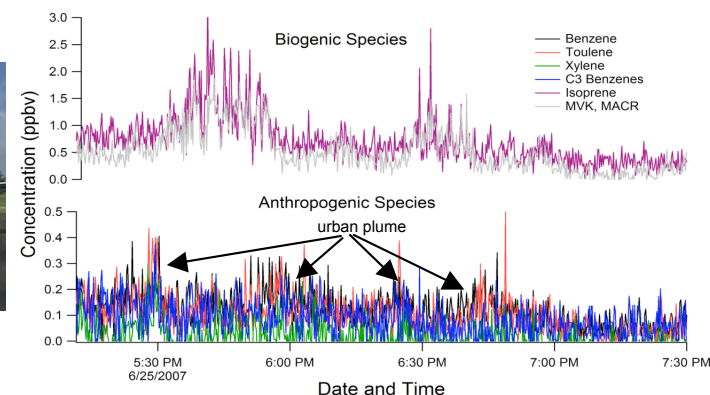 Biogenic Species
Benzene
Toulene
Xylene
C3 Benzenes
Isoprene
MVK, MACR
3.0
2.5
2.0
1.5
1.0
0.5
0.0
Concentration (ppbv)
Anthropogenic Species
urban plume
0.5
0.4
0.3
0.2
0.1
0.0
5:30 PM
6/25/2007
6:00 PM
6:30 PM
7:00 PM
7:30 PM
Date and Time